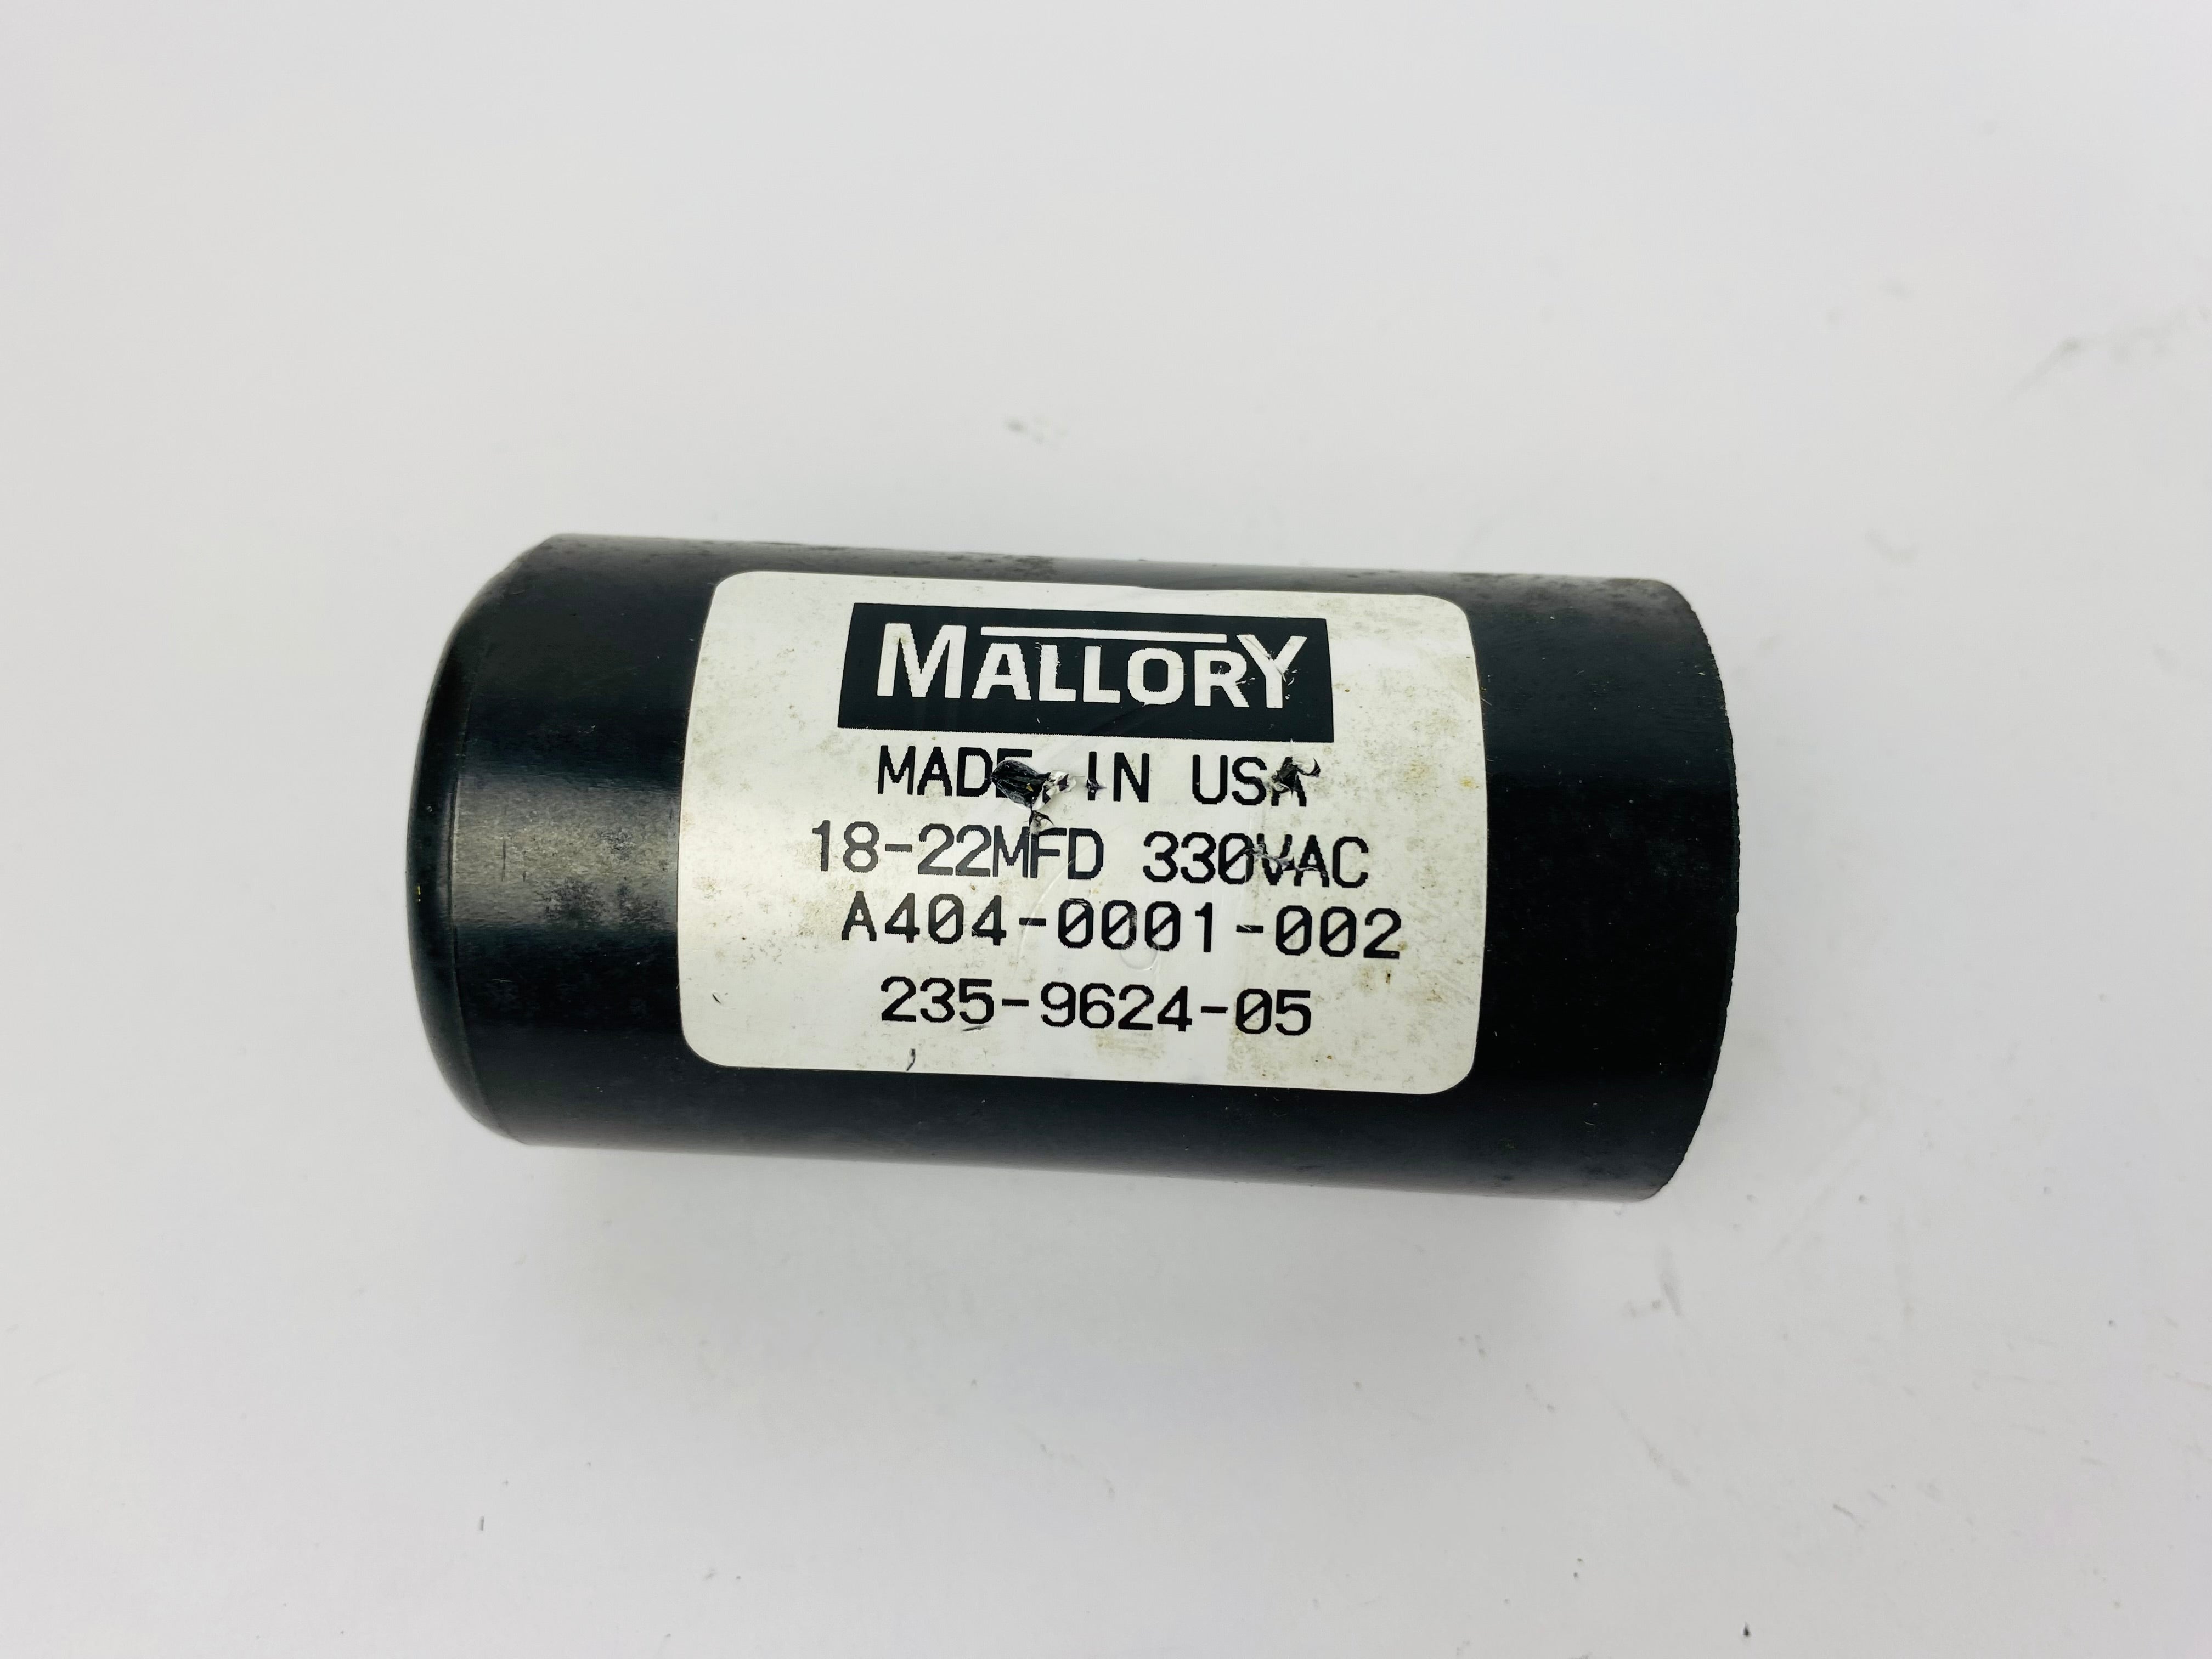 MALLORY
MADE IN USA
18-22MFD 330VAC
A404-0001-002
235-9624-05